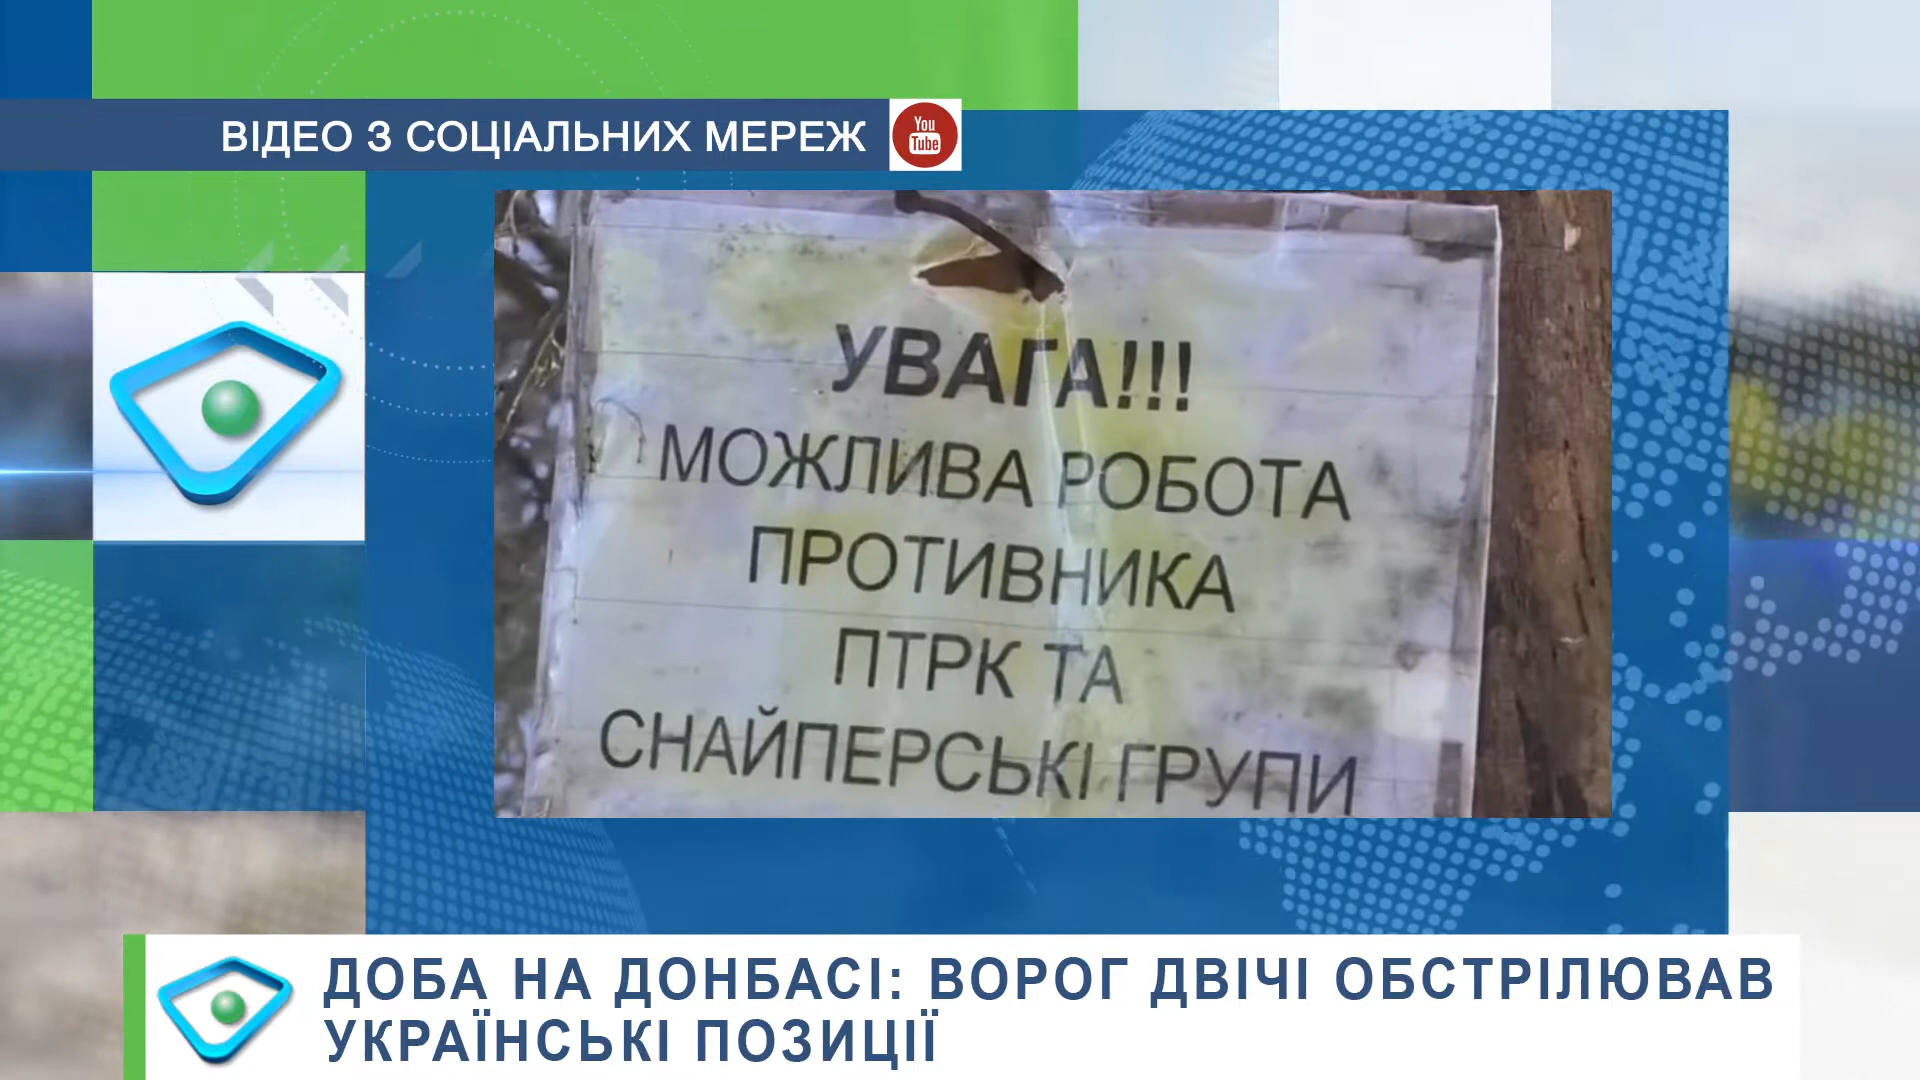 ВІДЕО З СОЦІАЛЬНИХ МЕРЕЖ
You
Tube
УВАГА!!!
МОЖЛИВА РОБОТА
ПРОТИВНИКА
ПТРК ТА
СНАЙПЕРСЬКІ ГРУПИ
ДОБА НА ДОНБАСІ: ВОРОГ ДВІЧІ ОБСТРІЛЮВАВ
УКРАЇНСЬКІ ПОЗИЦІЇ